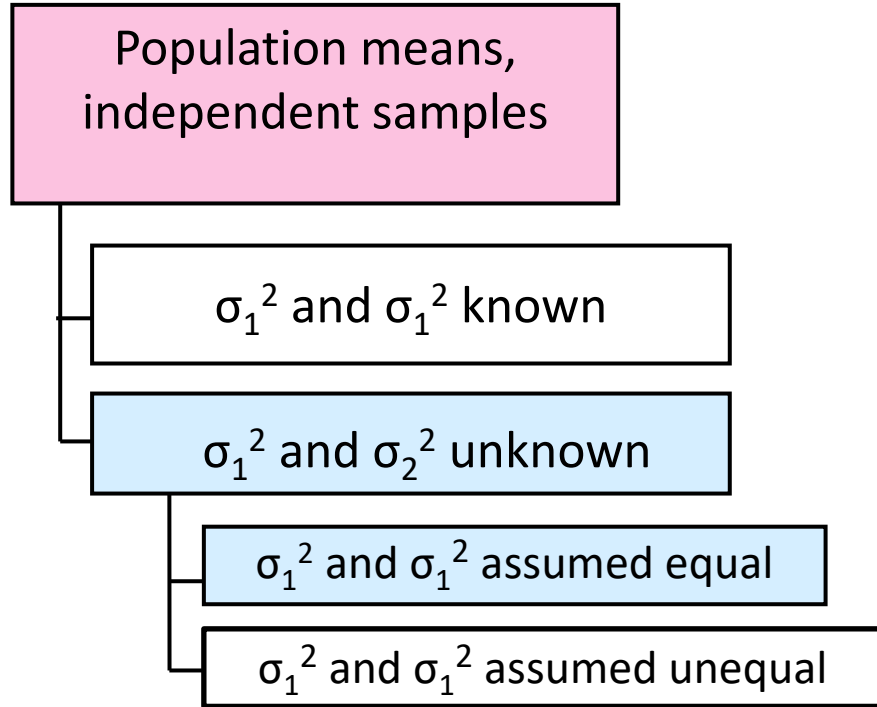 Population means,
independent samples
σ₁² and σ₁² known
σ₁² and σ₂² unknown
σ₁² and σ₁² assumed equal
σ₁² and σ₁² assumed unequal